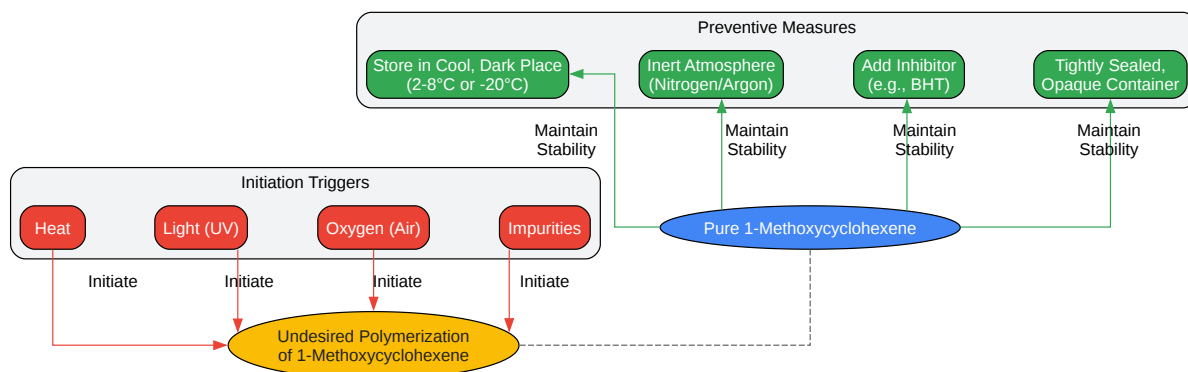 Preventive Measures
Store in Cool, Dark Place
(2-8°C or -20°C)
Inert Atmosphere
(Nitrogen/Argon)
Add Inhibitor
(e.g., BHT)
Tightly Sealed,
Opaque Container
Maintain
Stability
Maintain
Stability
Maintain
Stability
Maintain
Stability
Initiation Triggers
Heat
Light (UV)
Oxygen (Air)
Impurities
Pure 1-Methoxycyclohexene
Initiate
Initiate
Initiate
Initiate
Undesired Polymerization
of 1-Methoxycyclohexene